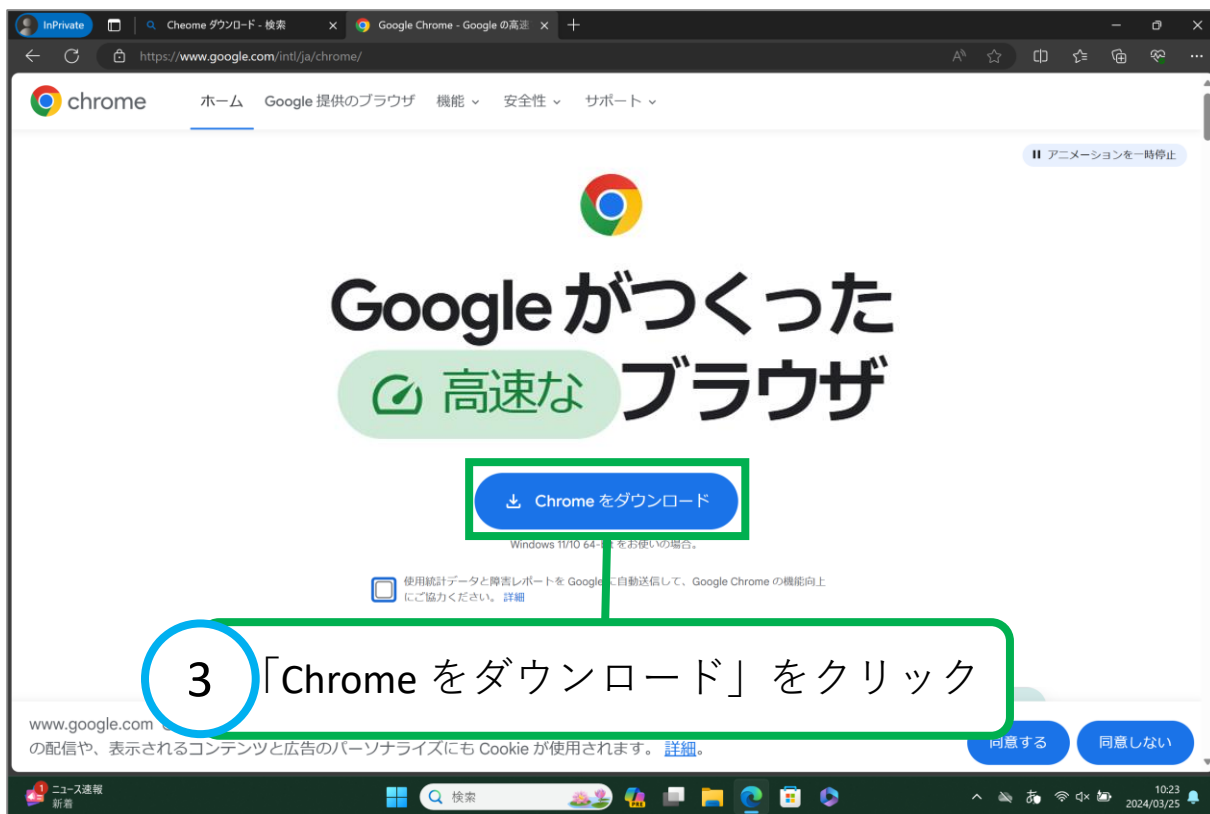 InPrivate
Cheome ダウンロード - 検索
Google Chrome - Google の高速
https://www.google.com/intl/ja/chrome/
chrome
ホーム
Google 提供のブラウザ
機能
安全性
サポート
アニメーションを一時停止
Google がつくった
高速な ブラウザ
Chrome をダウンロード
Windows 11/10 64- をお使いの場合。
使用統計データと障害レポートを Google に自動送信して、Google Chrome の機能向上
にご協力ください。 詳細
3 「Chrome をダウンロード」をクリック
www.google.com
の配信や、表示されるコンテンツと広告のパーソナライズにも Cookie が使用されます。 詳細。
同意する
同意しない
1
ニュース速報
新着
検索
PRE
あ
10:23
2024/03/25